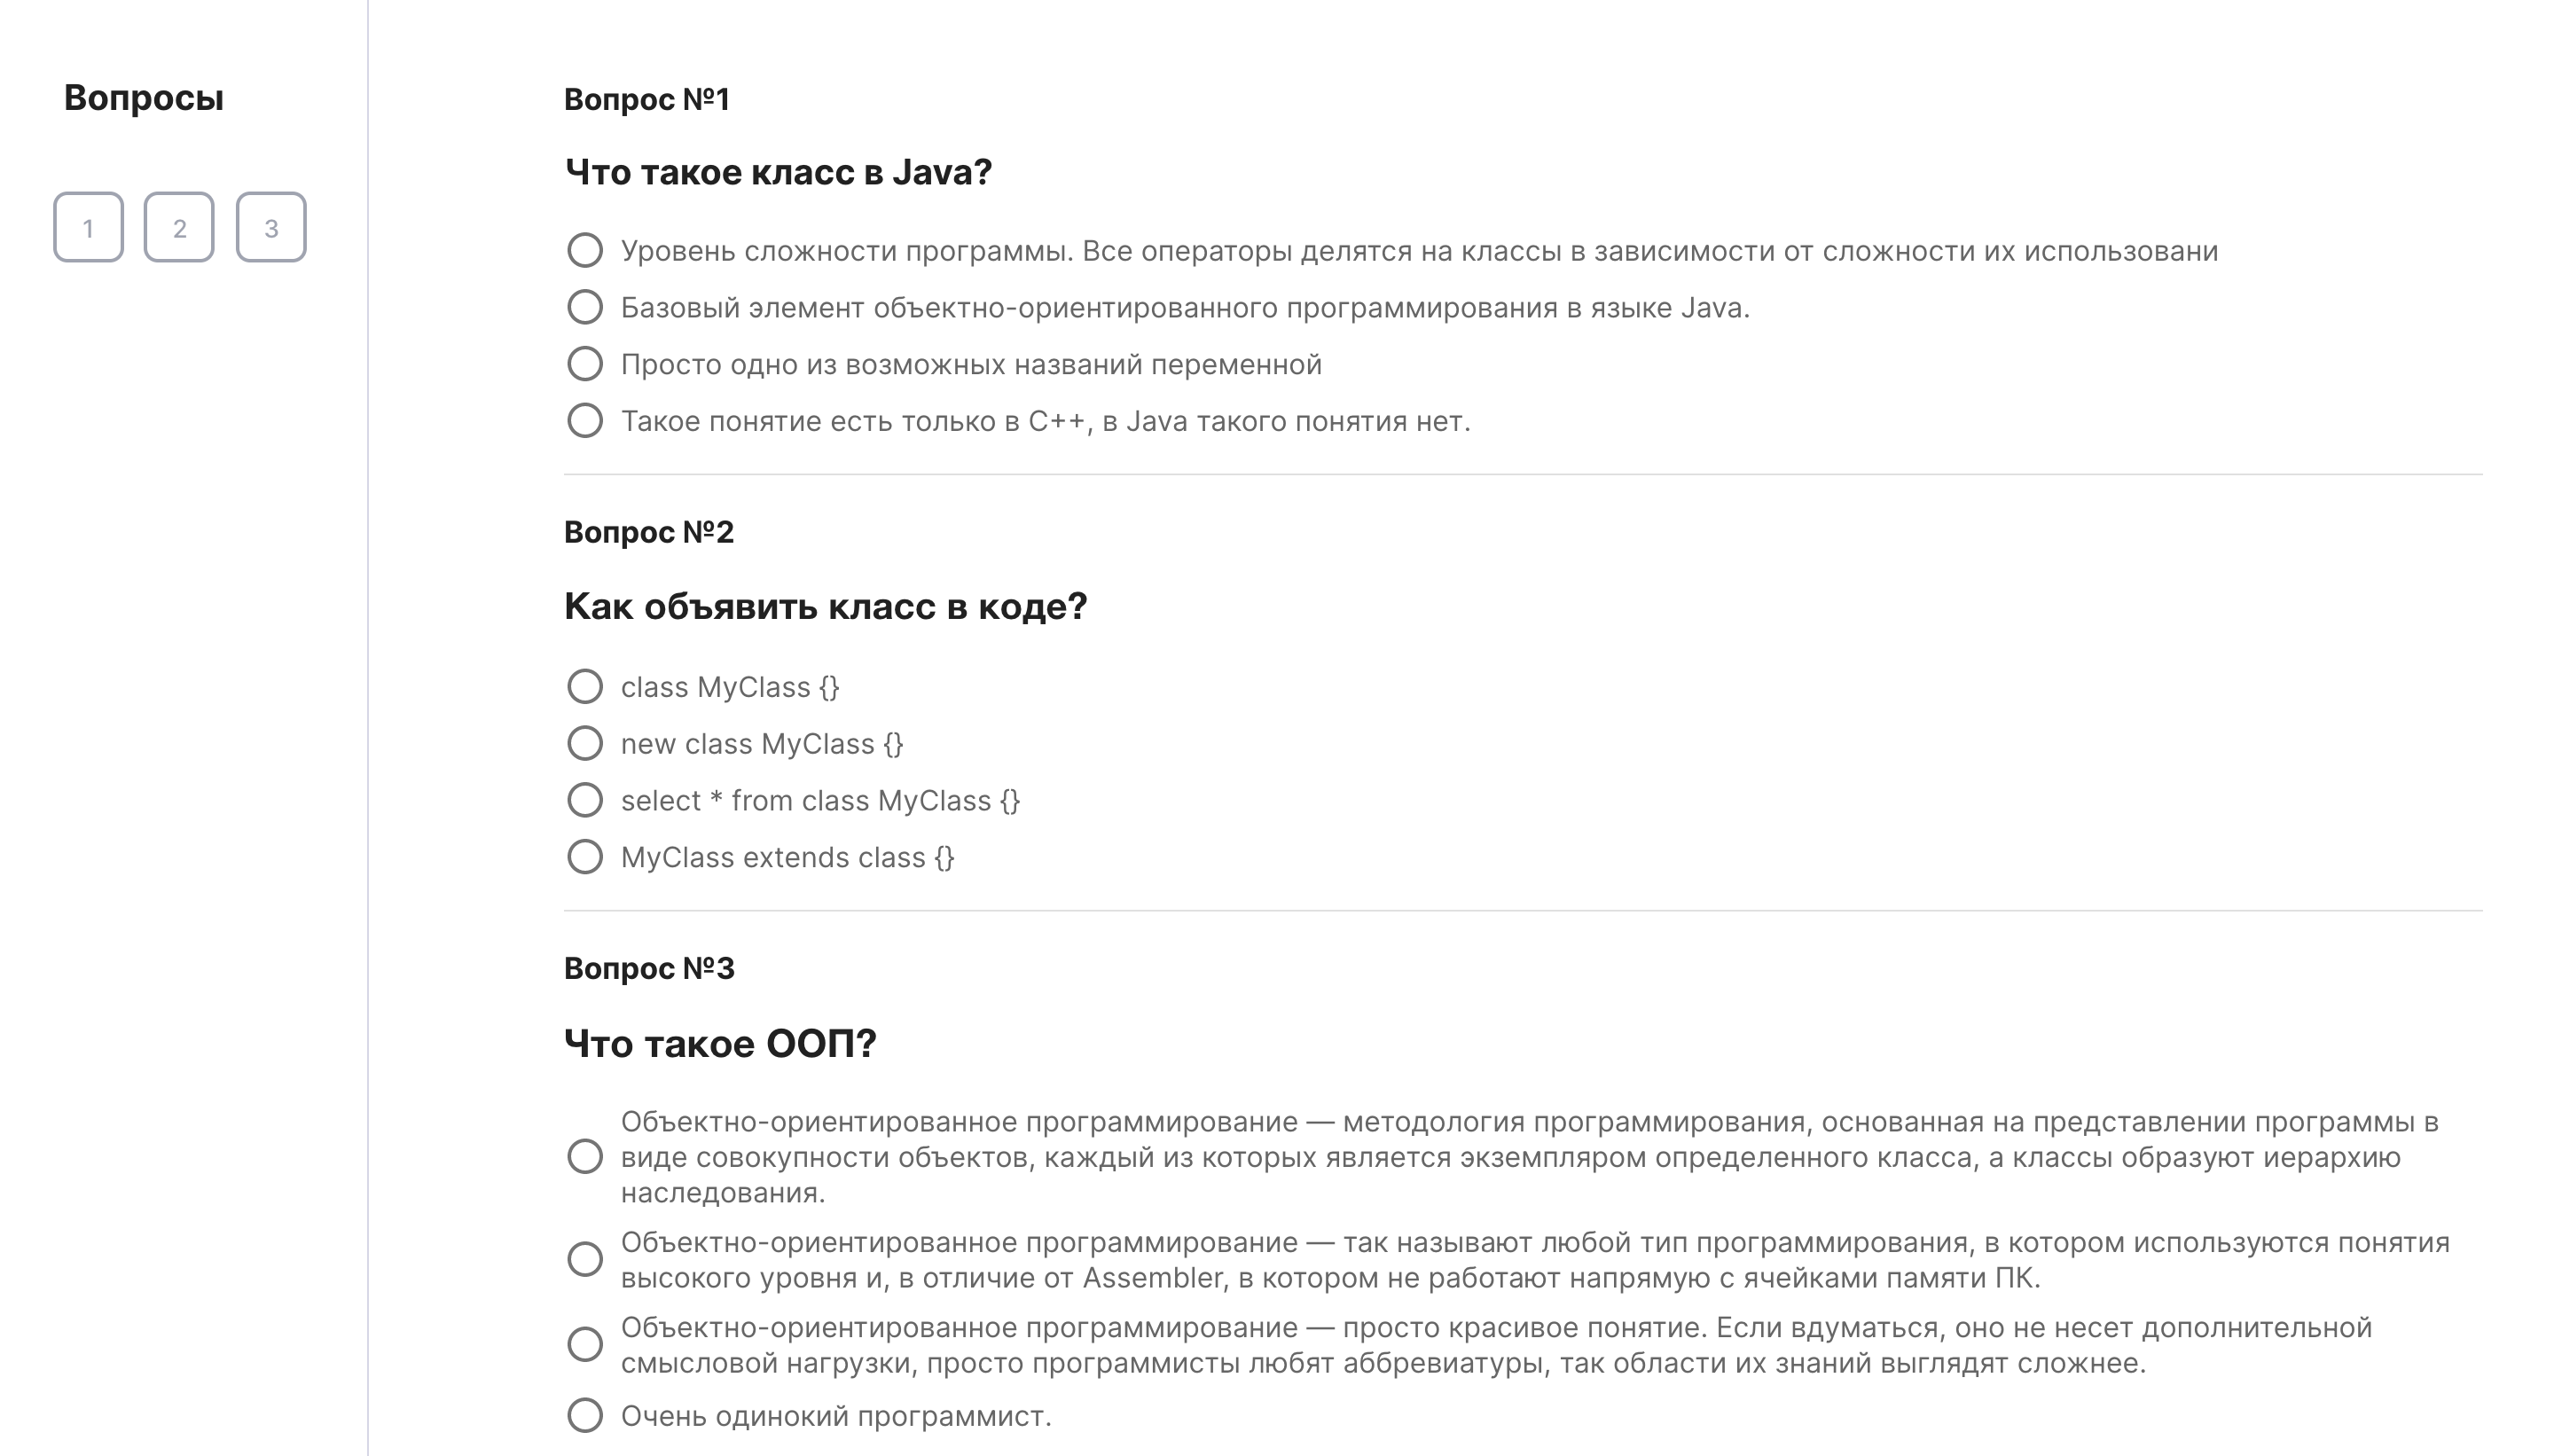 Вопросы
1 2 3
Вопрос №1
Что такое класс в Java?
Уровень сложности программы. Все операторы делятся на классы в зависимости от сложности их использовани
Базовый элемент объектно-ориентированного программирования в языке Java.
Просто одно из возможных названий переменной
Такое понятие есть только в C++, в Java такого понятия нет.
Вопрос №2
Как объявить класс в коде?
class MyClass {}
new class MyClass {}
select * from class MyClass {}
MyClass extends class {}
Вопрос №3
Что такое ООП?
Объектно-ориентированное программирование — методология программирования, основанная на представлении программы в
виде совокупности объектов, каждый из которых является экземпляром определенного класса, а классы образуют иерархию
наследования.
Объектно-ориентированное программирование — так называют любой тип программирования, в котором используются понятия
высокого уровня и, в отличие от Assembler, в котором не работают напрямую с ячейками памяти ПК.
Объектно-ориентированное программирование — просто красивое понятие. Если вдуматься, оно не несет дополнительной
смысловой нагрузки, просто программисты любят аббревиатуры, так области их знаний выглядят сложнее.
Очень одинокий программист.